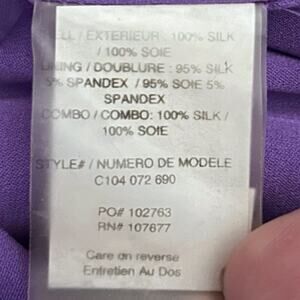 ELL / EXTERIEUR: 100% SILK
/ 100% SOIE
LINING / DOUBLURE: 95% SILK
5% SPANDEX / 95% SOIE 5%
SPANDEX
COMBO / COMBO: 100% SILK /
100% SOIE
STYLE# / NUMERO DE MODELE
C104 072 690
PO# 102763
RN# 107677
Care on reverse
Entretien Au Dos